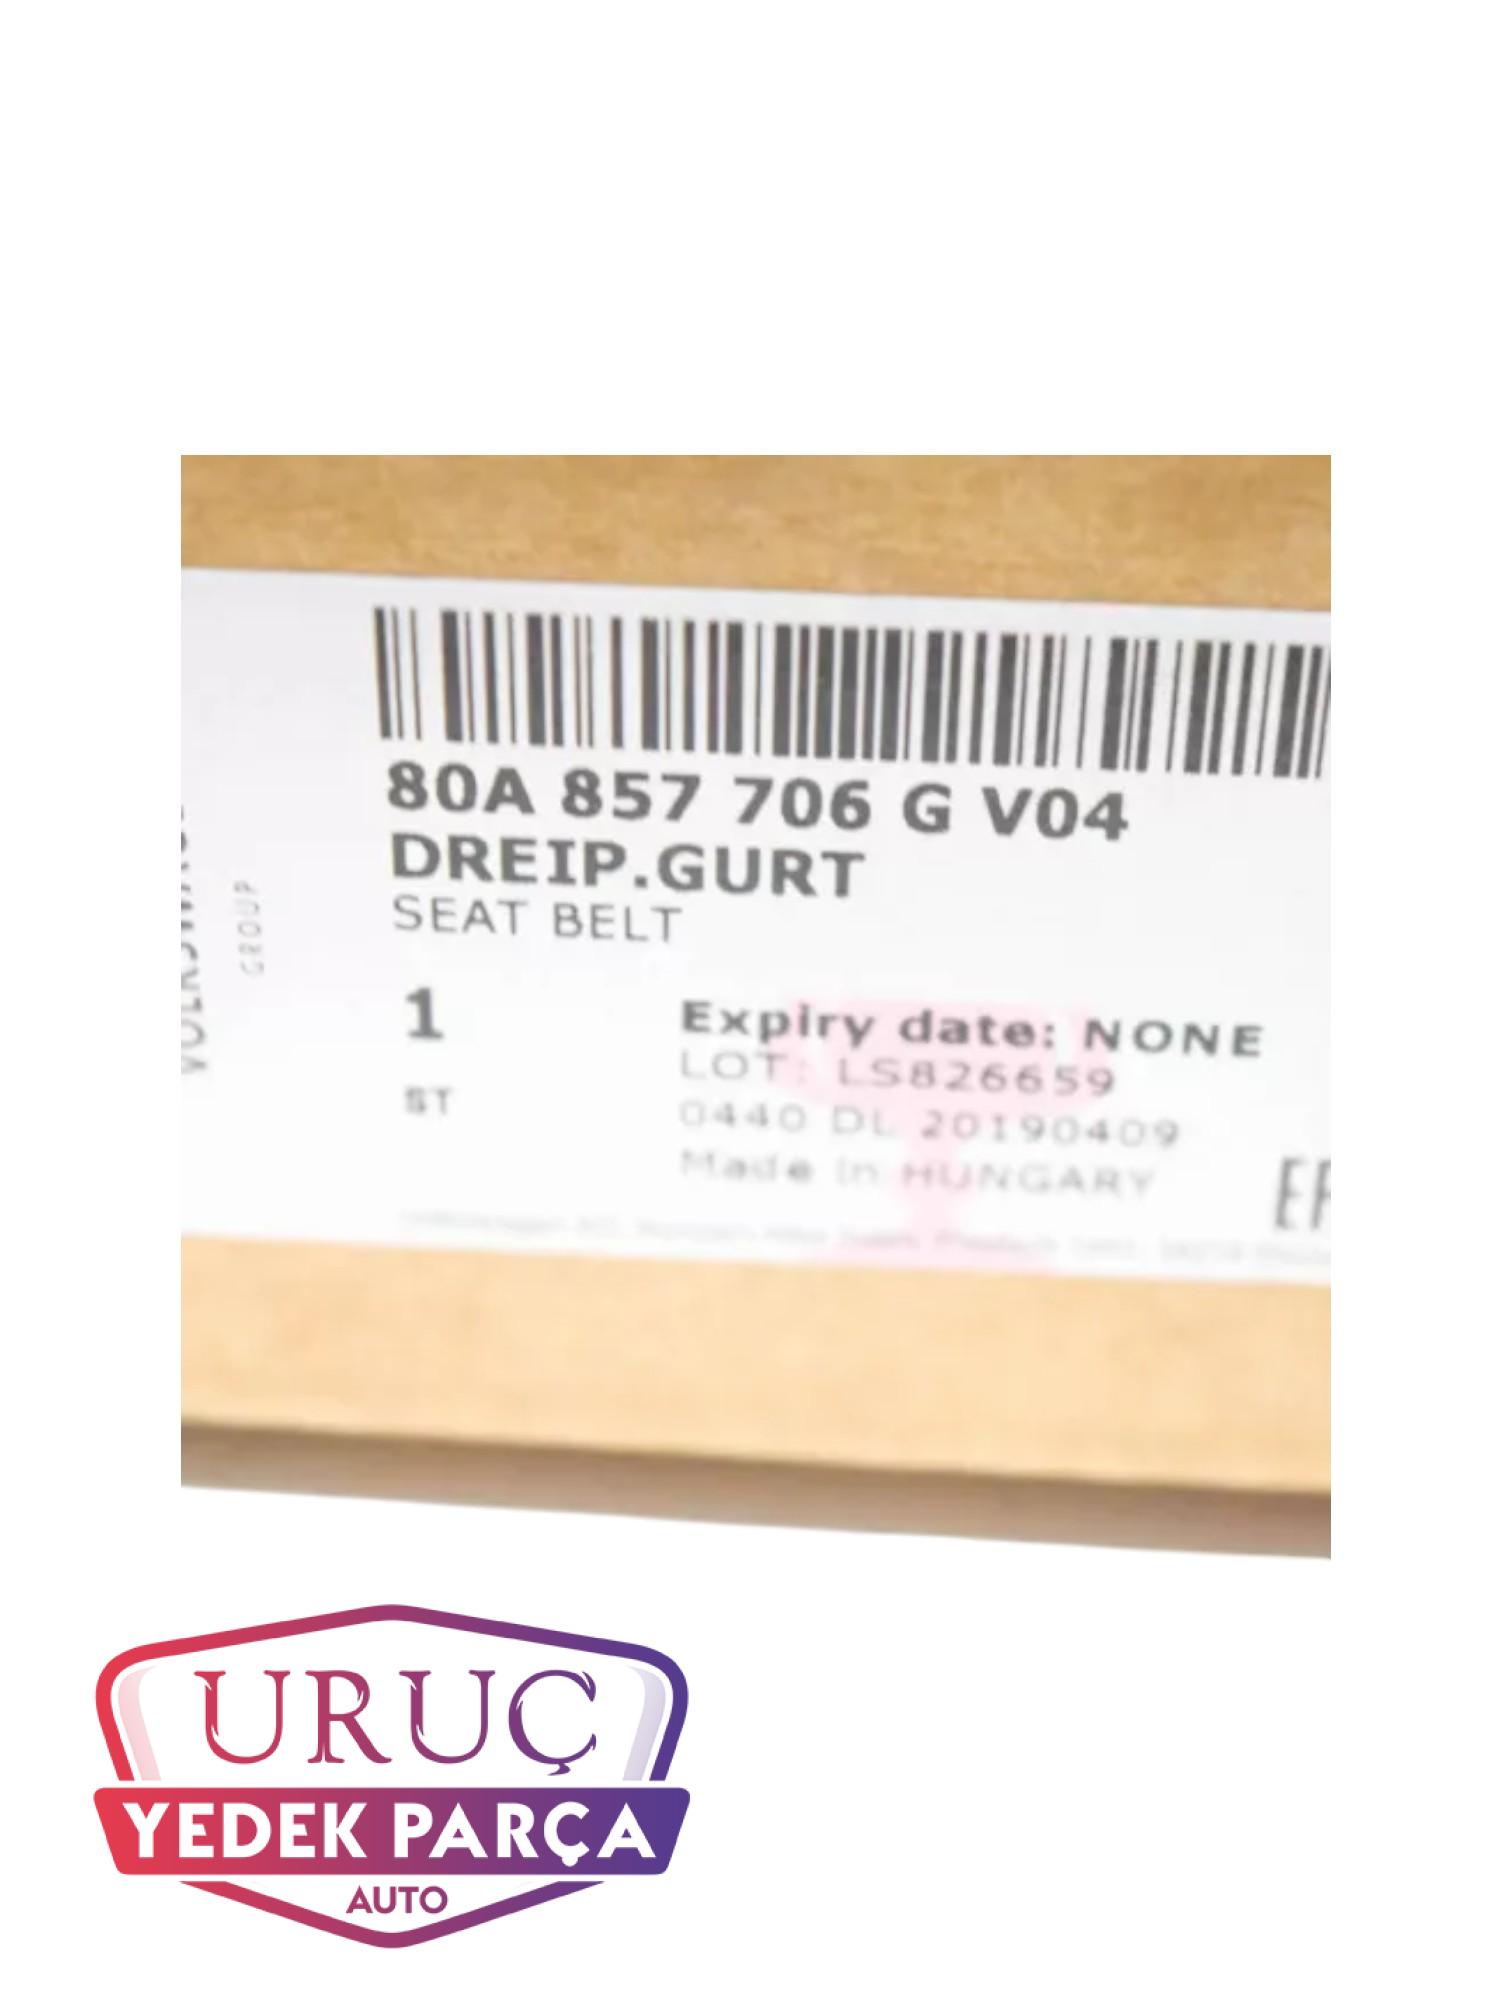 80A 857 706 G V04
DREIP.GURT
SEAT BELT
GROUP
1
ST
Expiry date: NONE
LOT: LS826659
0440 DL 20190409
Made in HUNGARY
URUÇ
YEDEK PARÇA
AUTO